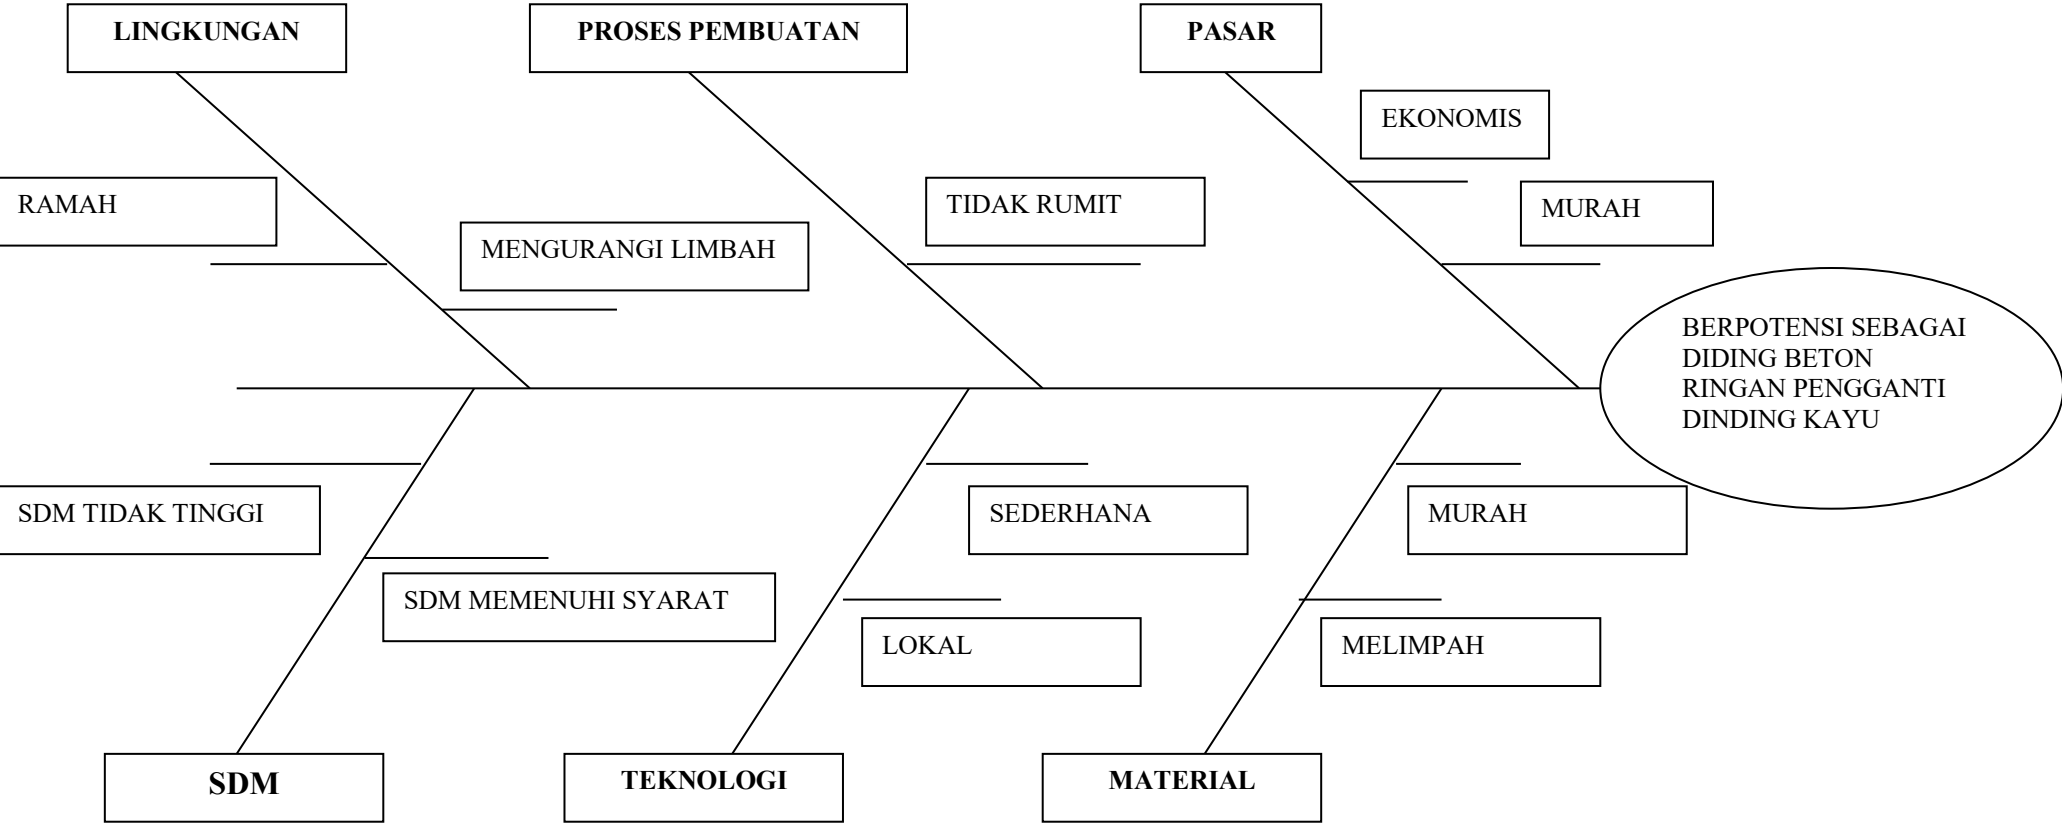 LINGKUNGAN
PROSES PEMBUATAN
PASAR
EKONOMIS
RAMAH
TIDAK RUMIT
MURAH
MENGURANGI LIMBAH
BERPOTENSI SEBAGAI
DIDING BETON
RINGAN PENGGANTI
DINDING KAYU
SDM TIDAK TINGGI
SEDERHANA
MURAH
SDM MEMENUHI SYARAT
LOKAL
MELIMPAH
SDM
TEKNOLOGI
MATERIAL